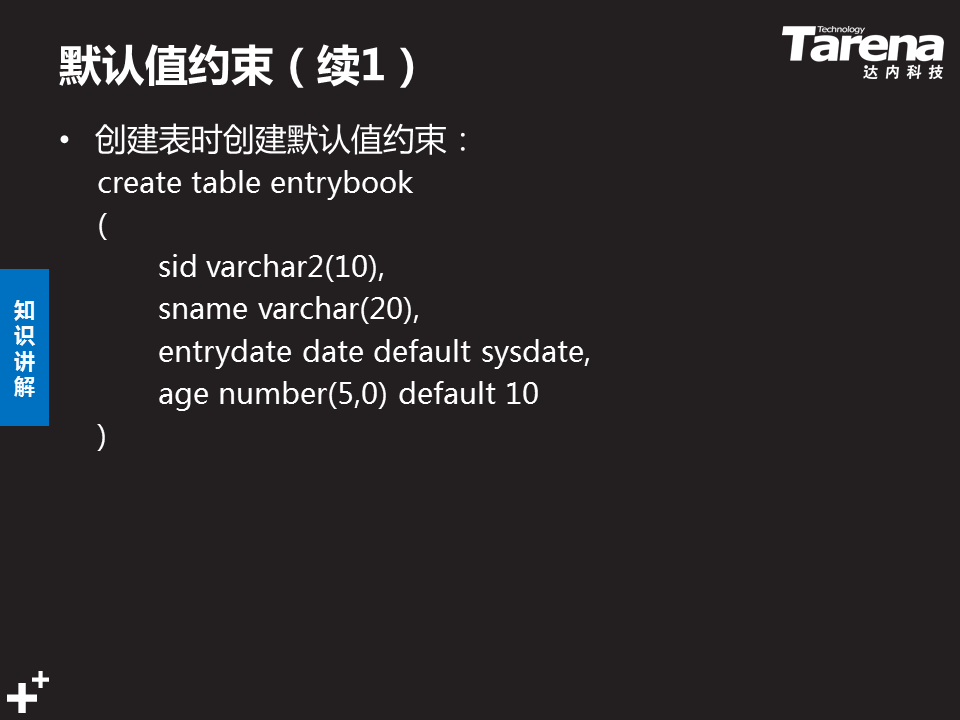 默认值约束（续1）
Technology
Tarena
达内科技
• 创建表时创建默认值约束：
create table entrybook
(
sid varchar2(10),
sname varchar(20),
entrydate date default sysdate,
age number(5,0) default 10
)
知
识
讲
解